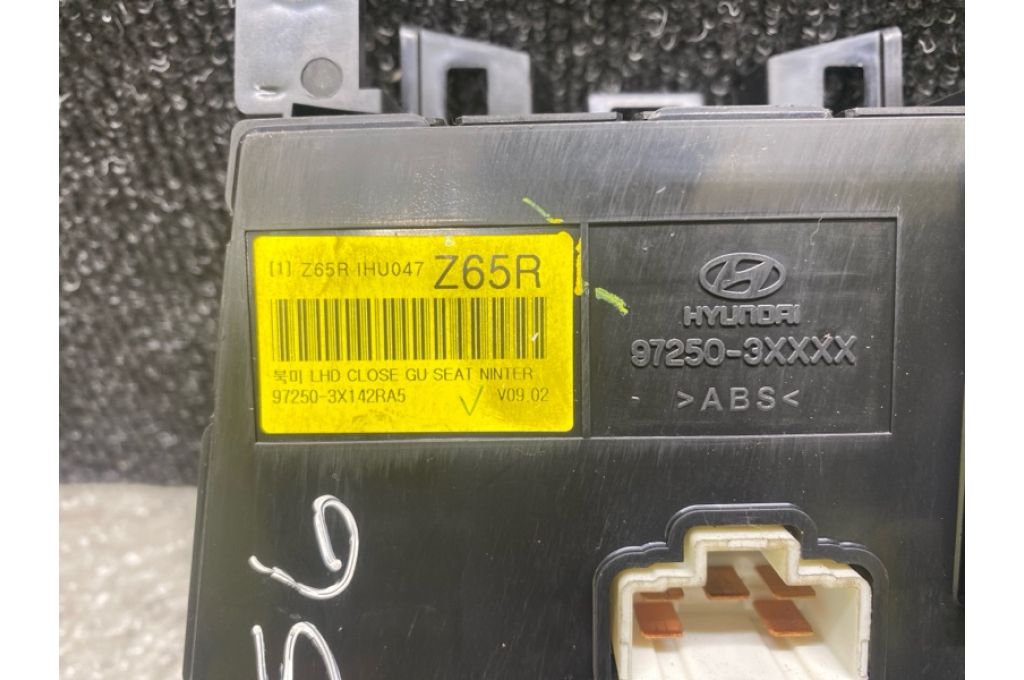 [1] Z65R IHU047 Z65R
북미 LHD CLOSE GU SEAT NINTER
97250-3X142RA5 V09.02
HYUNDAI
97250-3XXXX
>ABS<
56